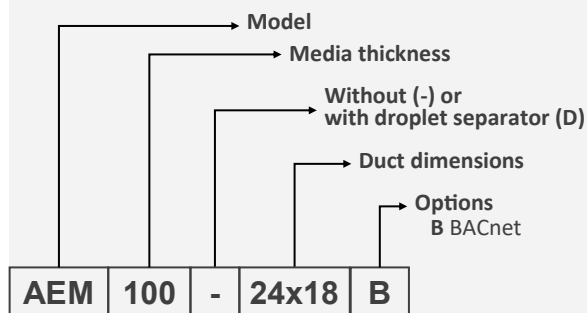 Model
Media thickness
Without (-) or
with droplet separator (D)
Duct dimensions
Options
B BACnet
AEM 100 - 24x18 B